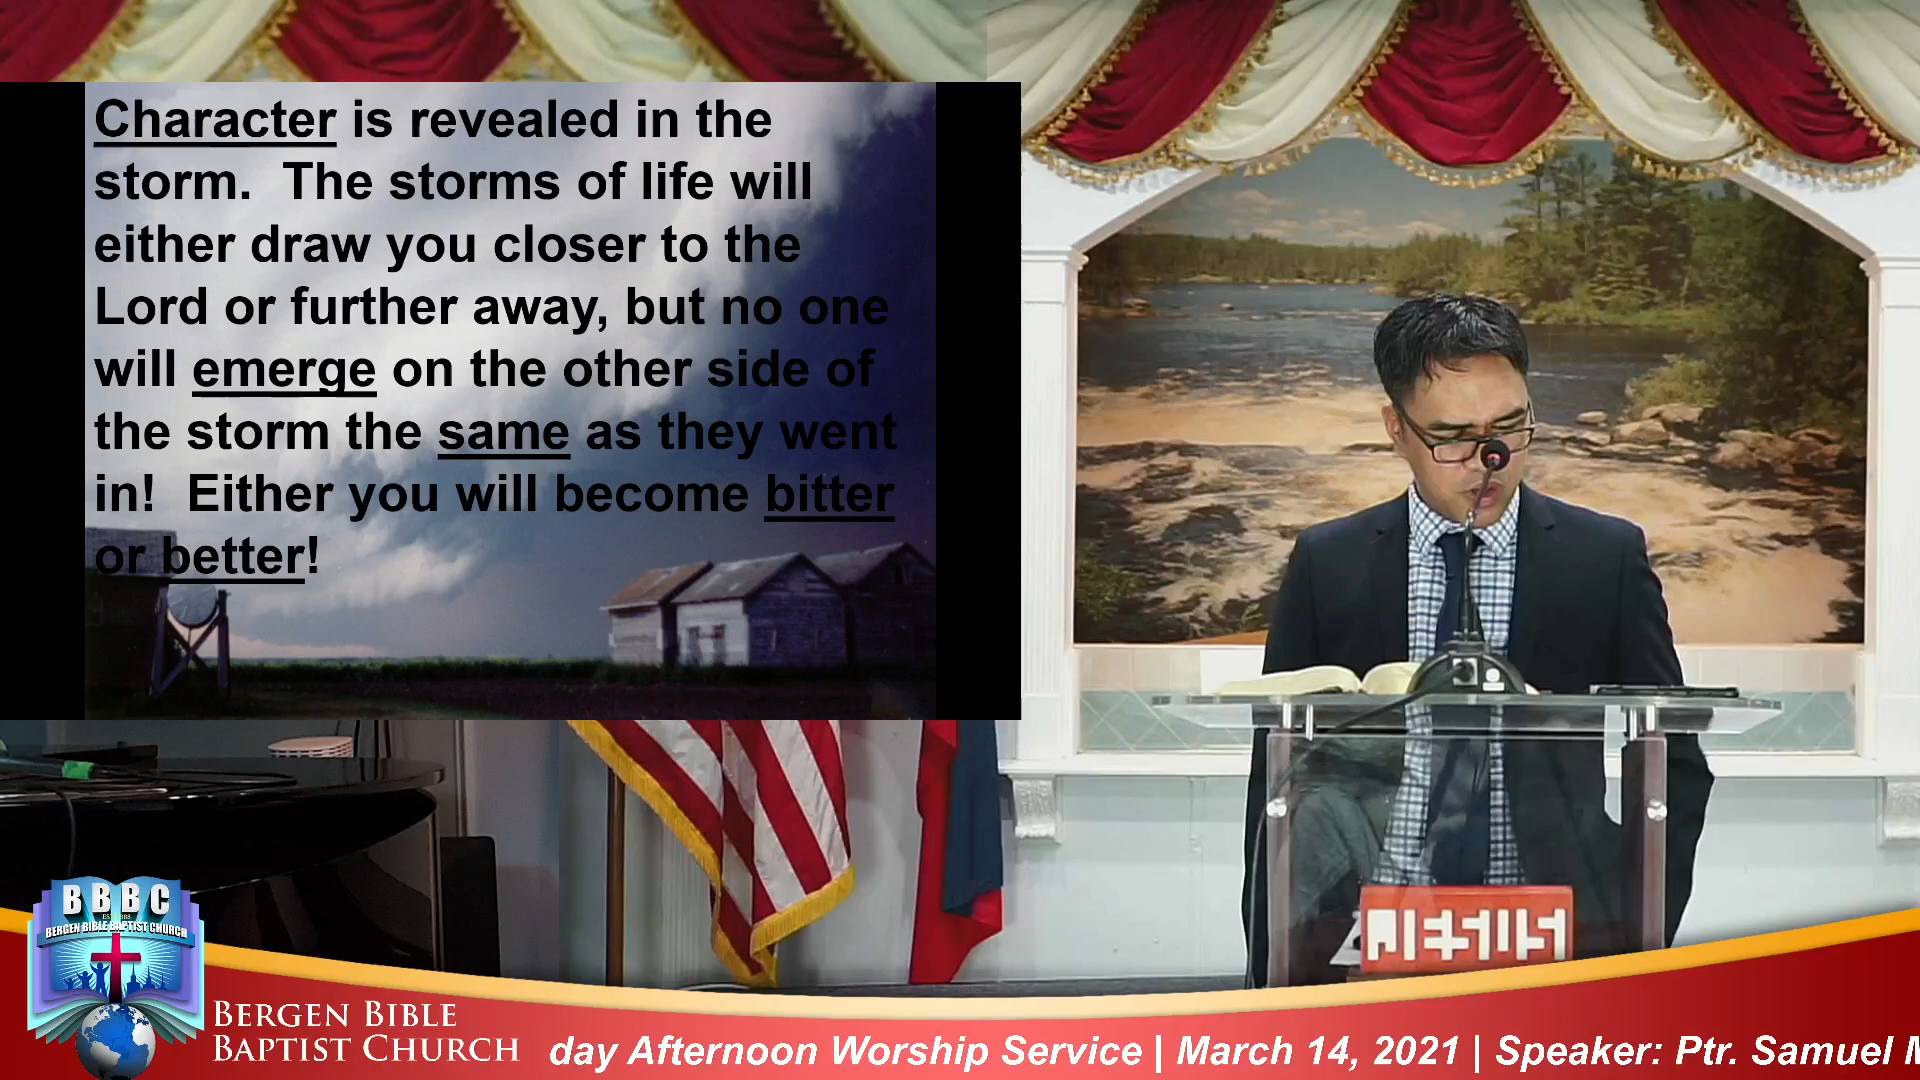 Character is revealed in the
storm.  The storms of life will
either draw you closer to the
Lord or further away, but no one
will emerge on the other side of
the storm the same as they went
in!  Either you will become bitter
or better!
JESUS
BBBC
BERGEN BIBLE BAPTIST CHURCH
BERGEN BIBLE
BAPTIST CHURCH
day Afternoon Worship Service | March 14, 2021 | Speaker: Ptr. Samuel